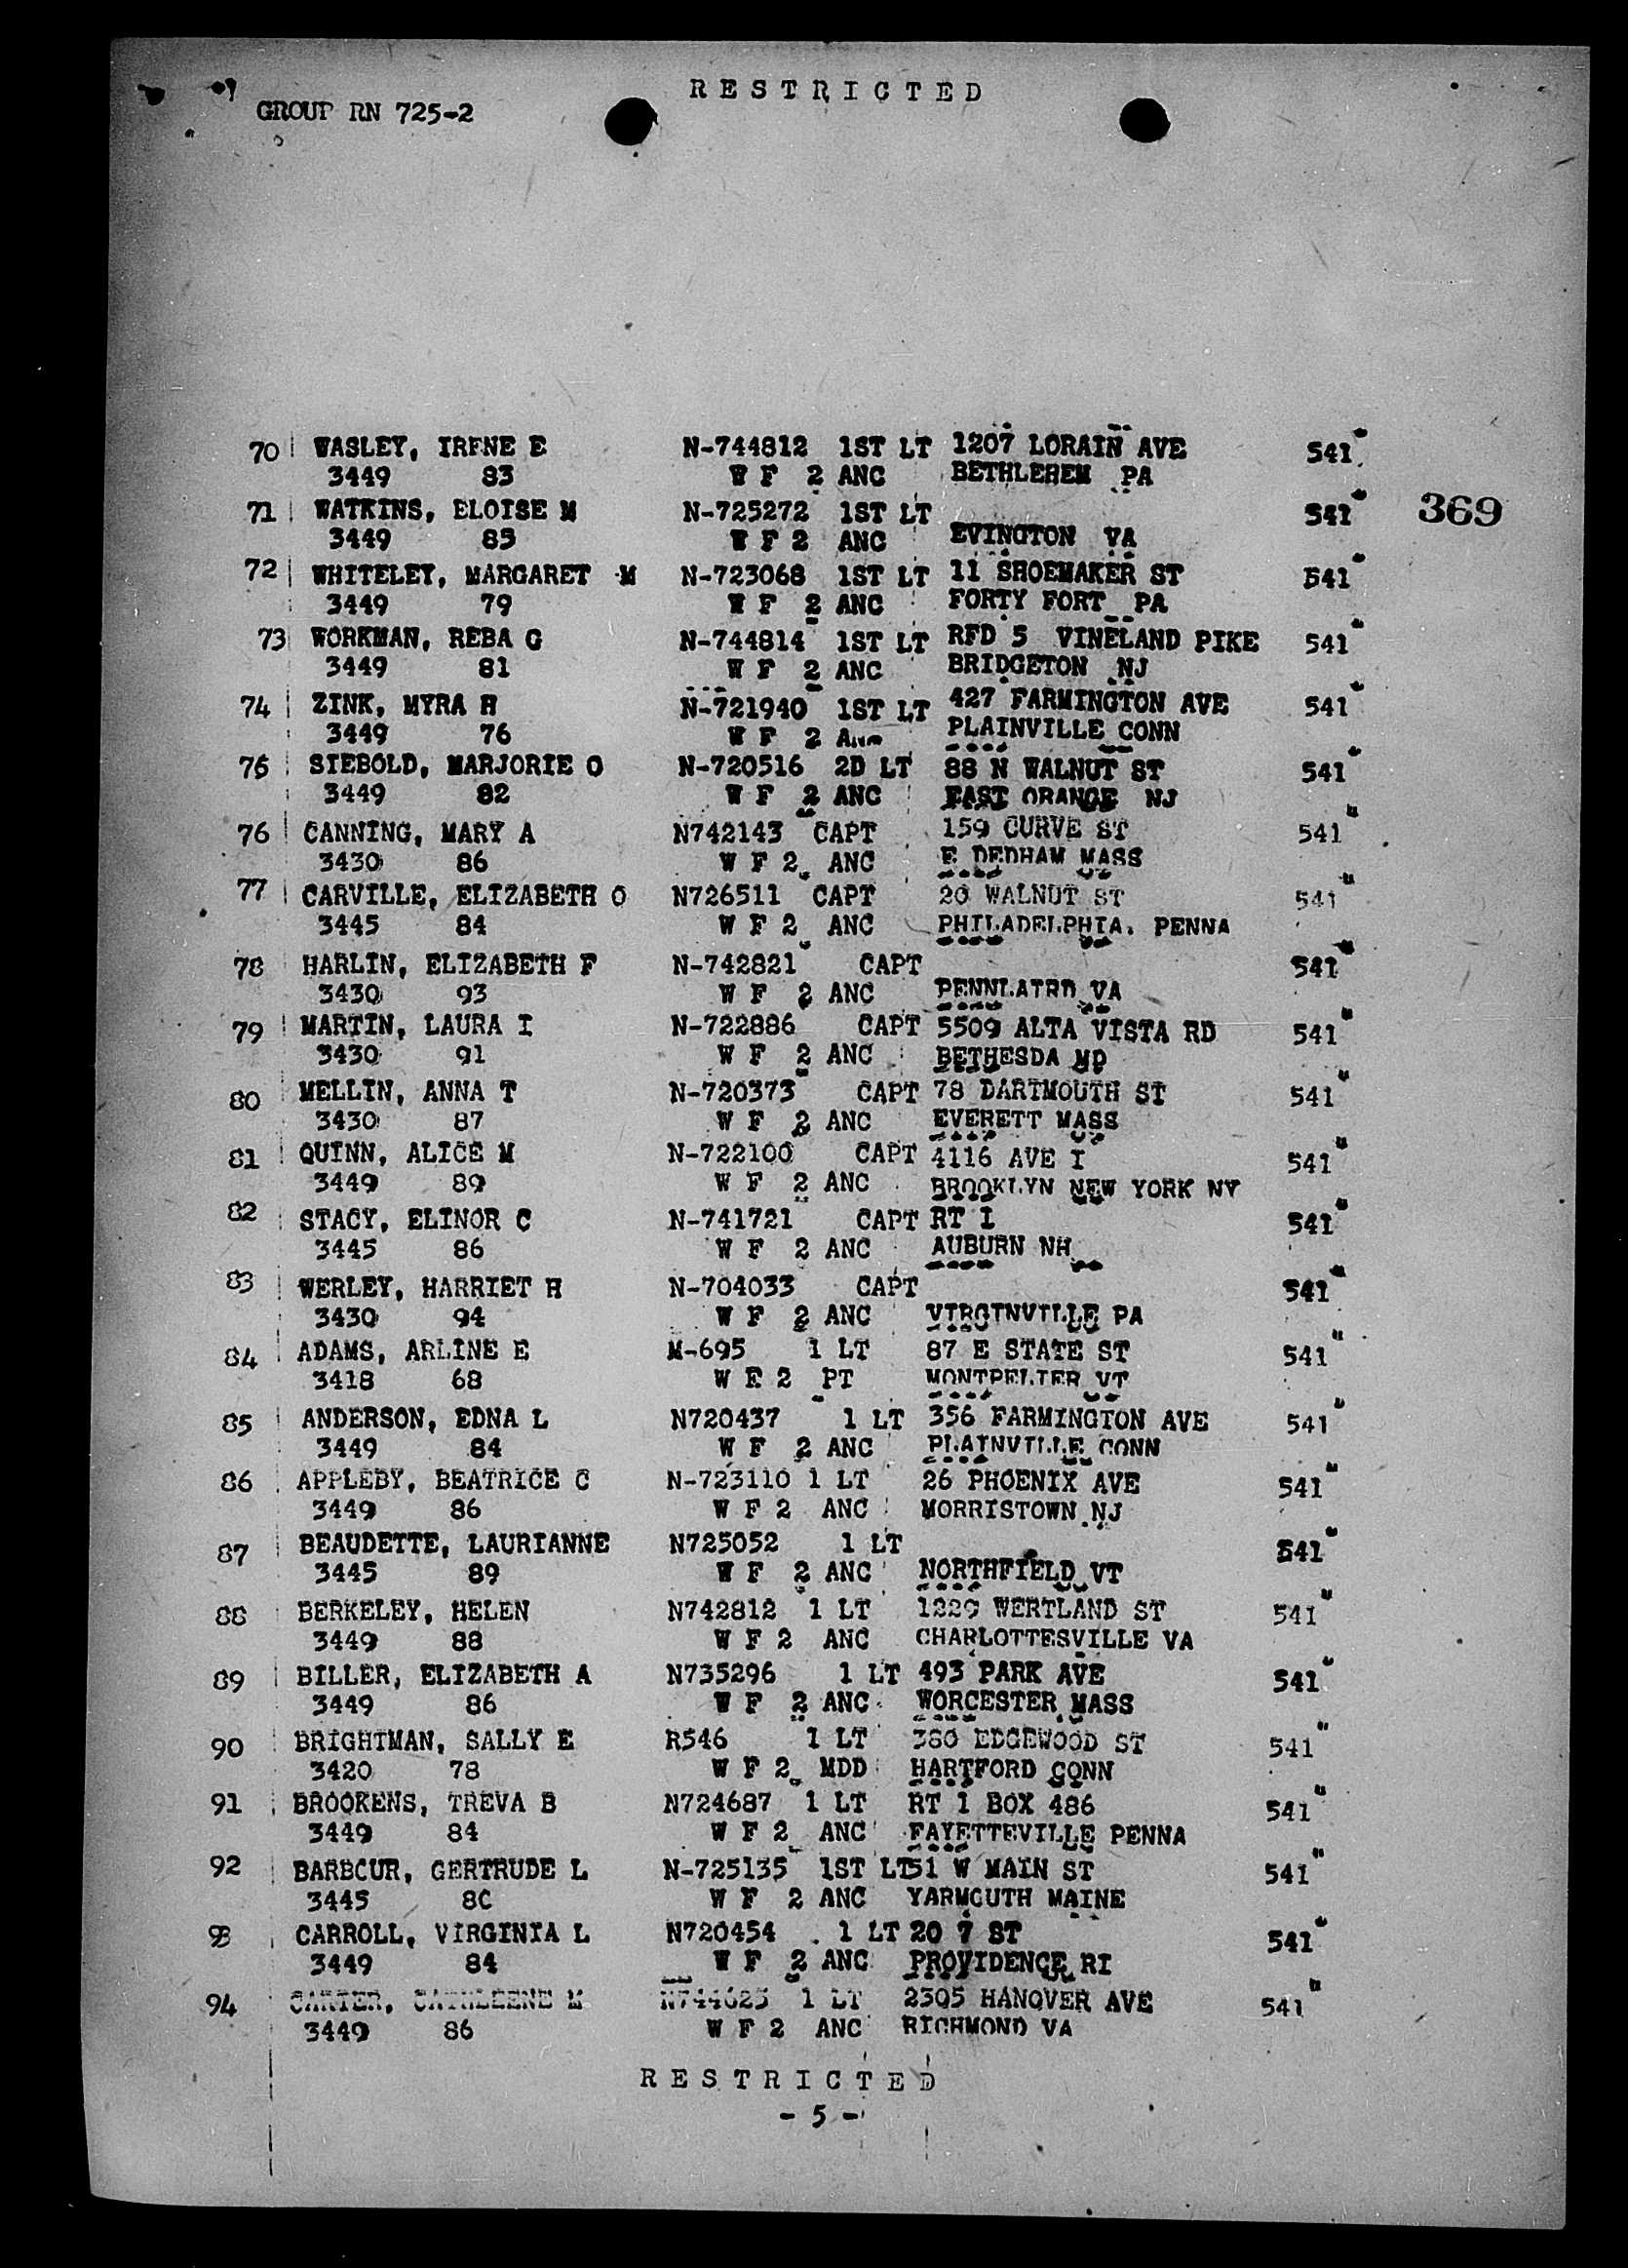 RESTRICTED
GROUP RN 725-2
70 WASLEY, IRENE E N-744812 1ST LT 1207 LORAIN AVE 541"
3449 83 W F 2 ANC BETHLEHEM PA
71 WATKINS, ELOISE M N-725272 1ST LT 541" 369
3449 85 W F 2 ANC EVINGTON VA
72 WHITELEY, MARGARET M N-723068 1ST LT 11 SHOEMAKER ST 541"
3449 79 W F 2 ANC FORTY FORT PA
73 WORKMAN, REBA G N-744814 1ST LT RFD 5 VINELAND PIKE 541"
3449 81 W F 2 ANC BRIDGETON NJ
74 ZINK, MYRA H N-721940 1ST LT 427 FARMINGTON AVE 541"
3449 76 W F 2 ANC PLAINVILLE CONN
75 SIEBOLD, MARJORIE O N-720516 2D LT 88 N WALNUT ST 541"
3449 82 W F 2 ANC EAST ORANGE NJ
76 CANNING, MARY A N742143 CAPT 159 CURVE ST 541"
3430 86 W F 2 ANC E DEDHAM MASS
77 CARVILLE, ELIZABETH O N726511 CAPT 20 WALNUT ST 541"
3445 84 W F 2 ANC PHILADELPHIA. PENNA
78 HARLIN, ELIZABETH F N-742821 CAPT 541"
3430 93 W F 2 ANC PENNLAIRD VA
79 MARTIN, LAURA I N-722886 CAPT 5509 ALTA VISTA RD 541"
3430 91 W F 2 ANC BETHESDA MD
80 MELLIN, ANNA T N-720373 CAPT 78 DARTMOUTH ST 541"
3430 87 W F 2 ANC EVERETT MASS
81 QUINN, ALICE M N-722100 CAPT 4116 AVE I 541"
3449 89 W F 2 ANC BROOKLYN NEW YORK NY
82 STACY, ELINOR C N-741721 CAPT RT I 541"
3445 86 W F 2 ANC AUBURN NH
83 WERLEY, HARRIET H N-704033 CAPT 541"
3430 94 W F 2 ANC VIRGINVILLE PA
84 ADAMS, ARLINE E M-695 1 LT 87 E STATE ST 541"
3418 68 W E 2 PT MONTPELIER VT
85 ANDERSON, EDNA L N720437 1 LT 356 FARMINGTON AVE 541"
3449 84 W F 2 ANC PLAINVILLE CONN
86 APPLEBY, BEATRICE C N-723110 1 LT 26 PHOENIX AVE 541"
3449 86 W F 2 ANC MORRISTOWN NJ
87 BEAUDETTE, LAURIANNE N725052 1 LT 541"
3445 89 W F 2 ANC NORTHFIELD VT
88 BERKELEY, HELEN N742812 1 LT 1229 WERTLAND ST 541"
3449 88 W F 2 ANC CHARLOTTESVILLE VA
89 BILLER, ELIZABETH A N735296 1 LT 493 PARK AVE 541"
3449 86 W F 2 ANC WORCESTER MASS
90 BRIGHTMAN, SALLY E R546 1 LT 380 EDGEWOOD ST 541"
3420 78 W F 2 MDD HARTFORD CONN
91 BROOKENS, TREVA B N724687 1 LT RT 1 BOX 486 541"
3449 84 W F 2 ANC FAYETTEVILLE PENNA
92 BARBOUR, GERTRUDE L N-725135 1ST LT 51 W MAIN ST 541"
3445 80 W F 2 ANC YARMOUTH MAINE
93 CARROLL, VIRGINIA L N720454 1 LT 20 7 ST 541"
3449 84 W F 2 ANC PROVIDENCE RI
94 CARTER, CATHLEENE M N744625 1 LT 2305 HANOVER AVE 541"
3449 86 W F 2 ANC RICHMOND VA
RESTRICTED
- 5 -